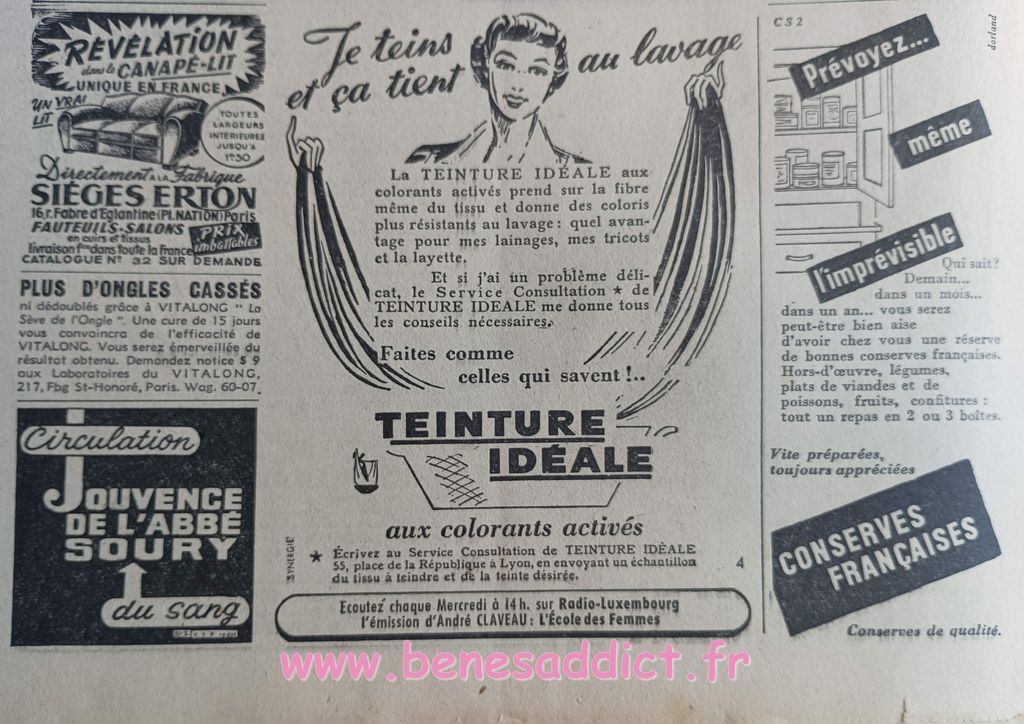 RÉVÉLATION
dans le CANAPÉ-LIT
UNIQUE EN FRANCE
UN VRAI
LIT
TOUTES
LARGEURS
INTÉRIEURES
JUSQU'A
1m30
Directement A LA Fabrique
SIÈGES ERTON
16,r. Fabre d'Eglantine (Pl. NATION) Paris
FAUTEUILS-SALONS
en cuirs et tissus
PRIX
imbattables
livraison fco dans toute la France
CATALOGUE No 32 SUR DEMANDE
PLUS D'ONGLES CASSÉS
ni dédoublés grâce à VITALONG " La
Sève de l'Ongle ". Une cure de 15 jours
vous convaincra de l'efficacité de
VITALONG. Vous serez émerveillée du
résultat obtenu. Demandez notice S 9
aux Laboratoires du VITALONG,
217, Fbg St-Honoré, Paris. Wag. 60-07.
Circulation
JOUVENCE
DE L'ABBÉ
SOURY
du sang
Je teins
et ça tient
au lavage
La TEINTURE IDÉALE aux
colorants activés prend sur la fibre
même du tissu et donne des coloris
plus résistants au lavage : quel avan-
tage pour mes lainages, mes tricots
et la layette.
Et si j'ai un problème déli-
cat, le Service Consultation * de
TEINTURE IDÉALE me donne tous
les conseils nécessaires.
Faites comme
celles qui savent !..
TEINTURE
IDÉALE
aux colorants activés
SYNERGIE
* Écrivez au Service Consultation de TEINTURE IDÉALE
55, place de la République à Lyon, en envoyant un échantillon
du tissu à teindre et de la teinte désirée.
4
Ecoutez chaque Mercredi à 14 h. sur Radio-Luxembourg
l'émission d'André CLAVEAU : L'École des Femmes
CS2
dorland
Prévoyez...
même
l'imprévisible
Qui sait ?
Demain...
dans un mois...
dans un an... vous serez
peut-être bien aise
d'avoir chez vous une réserve
de bonnes conserves françaises.
Hors-d'œuvre, légumes,
plats de viandes et de
poissons, fruits, confitures :
tout un repas en 2 ou 3 boîtes.
Vite préparées,
toujours appréciées
CONSERVES
FRANÇAISES
Conserves de qualité.
www.benesaddict.fr